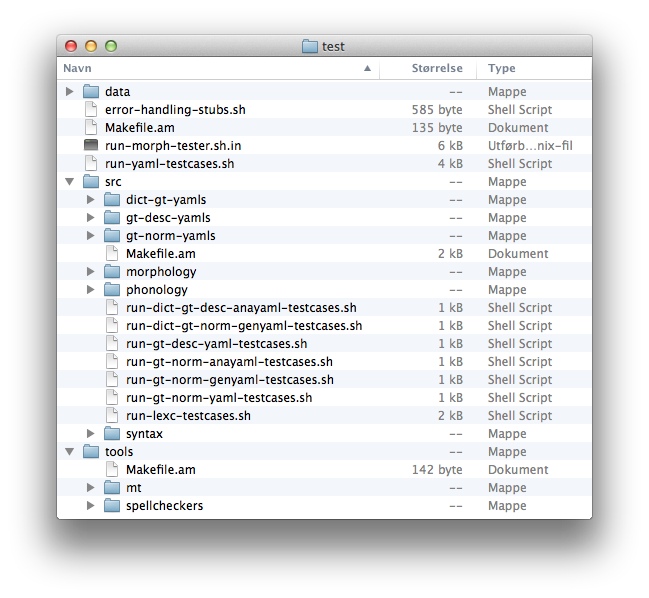 test
Navn Størrelse Type
data -- Mappe
error-handling-stubs.sh 585 byte Shell Script
Makefile.am 135 byte Dokument
run-morph-tester.sh.in 6 kB Utførb...nix-fil
run-yaml-testcases.sh 4 kB Shell Script
src -- Mappe
dict-gt-yamls -- Mappe
gt-desc-yamls -- Mappe
gt-norm-yamls -- Mappe
Makefile.am 2 kB Dokument
morphology -- Mappe
phonology -- Mappe
run-dict-gt-desc-anayaml-testcases.sh 1 kB Shell Script
run-dict-gt-norm-genyaml-testcases.sh 1 kB Shell Script
run-gt-desc-yaml-testcases.sh 1 kB Shell Script
run-gt-norm-anayaml-testcases.sh 1 kB Shell Script
run-gt-norm-genyaml-testcases.sh 1 kB Shell Script
run-gt-norm-yaml-testcases.sh 1 kB Shell Script
run-lexc-testcases.sh 2 kB Shell Script
syntax -- Mappe
tools -- Mappe
Makefile.am 142 byte Dokument
mt -- Mappe
spellcheckers -- Mappe